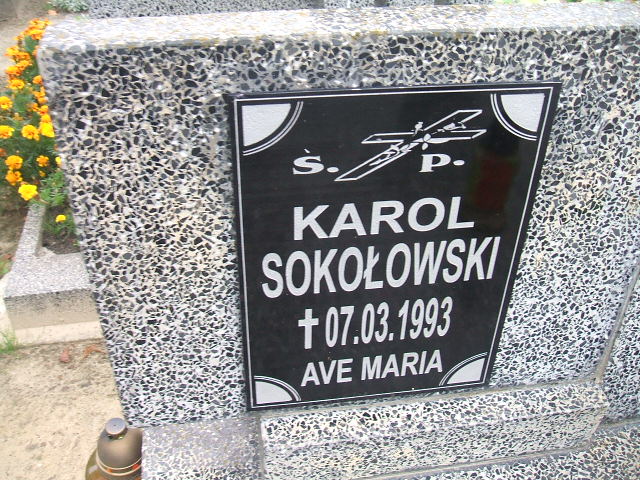 Ś. P.
KAROL
SOKOŁOWSKI
†07.03.1993
AVE MARIA